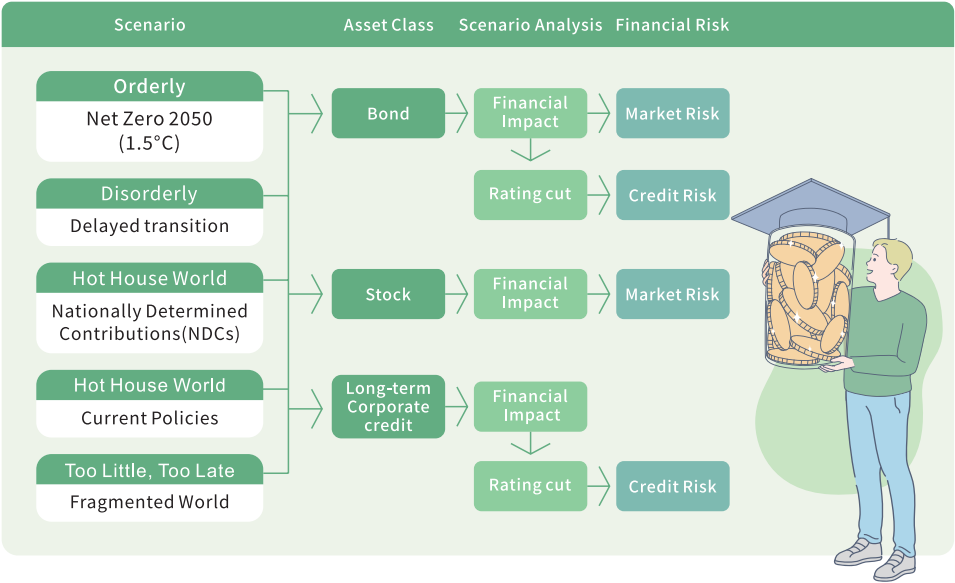 Scenario
Asset Class
Scenario Analysis
Financial Risk
Orderly
Net Zero 2050
(1.5°C)
Disorderly
Delayed transition
Hot House World
Nationally Determined
Contributions(NDCs)
Hot House World
Current Policies
Too Little, Too Late
Fragmented World
Bond
Financial
Impact
Market Risk
Rating cut
Credit Risk
Stock
Financial
Impact
Market Risk
Long-term
Corporate
credit
Financial
Impact
Rating cut
Credit Risk